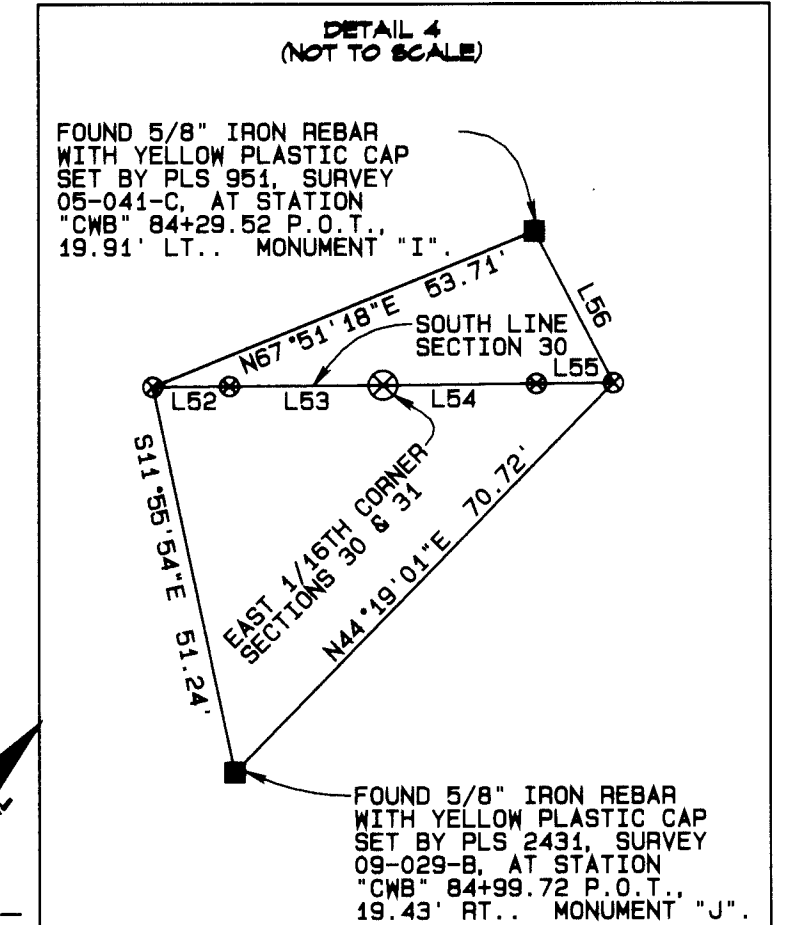 DETAIL 4
(NOT TO SCALE)
FOUND 5/8" IRON REBAR
WITH YELLOW PLASTIC CAP
SET BY PLS 951, SURVEY
05-041-C, AT STATION
"CWB" 84+29.52 P.O.T.,
19.91' LT.. MONUMENT "I".
N67°51'18"E 53.71'
L56
SOUTH LINE
SECTION 30
L52
L53
L54
L55
S11°55'54"E 51.24'
EAST 1/16TH CORNER
SECTIONS 30 & 31
N44°19'01"E 70.72'
FOUND 5/8" IRON REBAR
WITH YELLOW PLASTIC CAP
SET BY PLS 2431, SURVEY
09-029-B, AT STATION
"CWB" 84+99.72 P.O.T.,
19.43' RT.. MONUMENT "J".